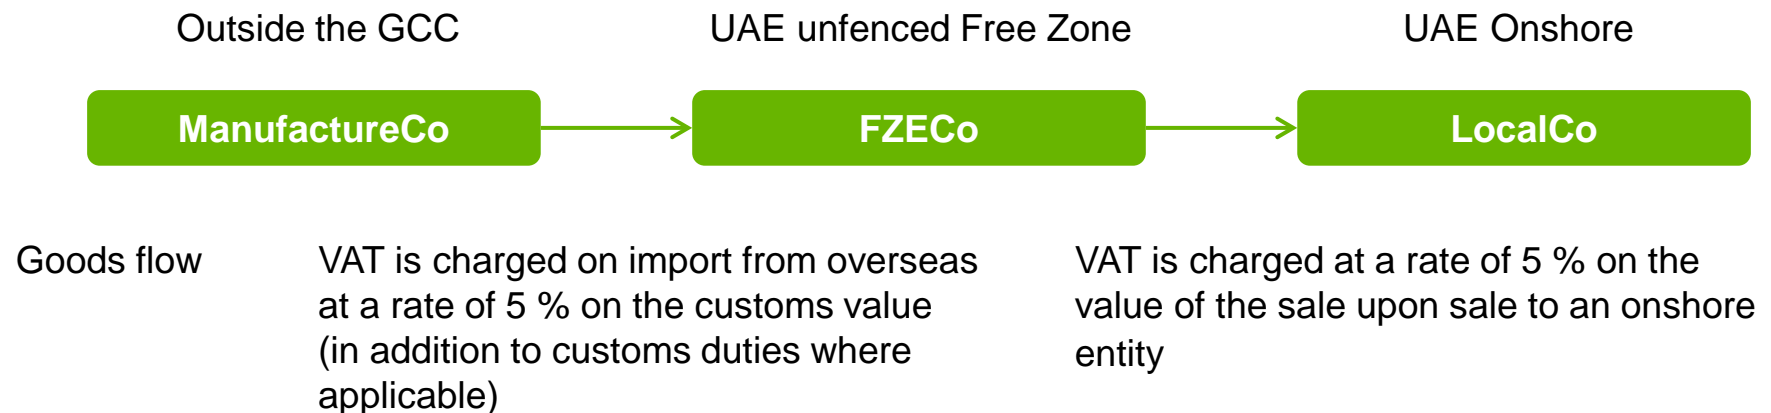 Outside the GCC
UAE unfenced Free Zone
UAE Onshore
ManufactureCo
FZECo
LocalCo
Goods flow
VAT is charged on import from overseas
at a rate of 5 % on the customs value
(in addition to customs duties where
applicable)
VAT is charged at a rate of 5 % on the
value of the sale upon sale to an onshore
entity